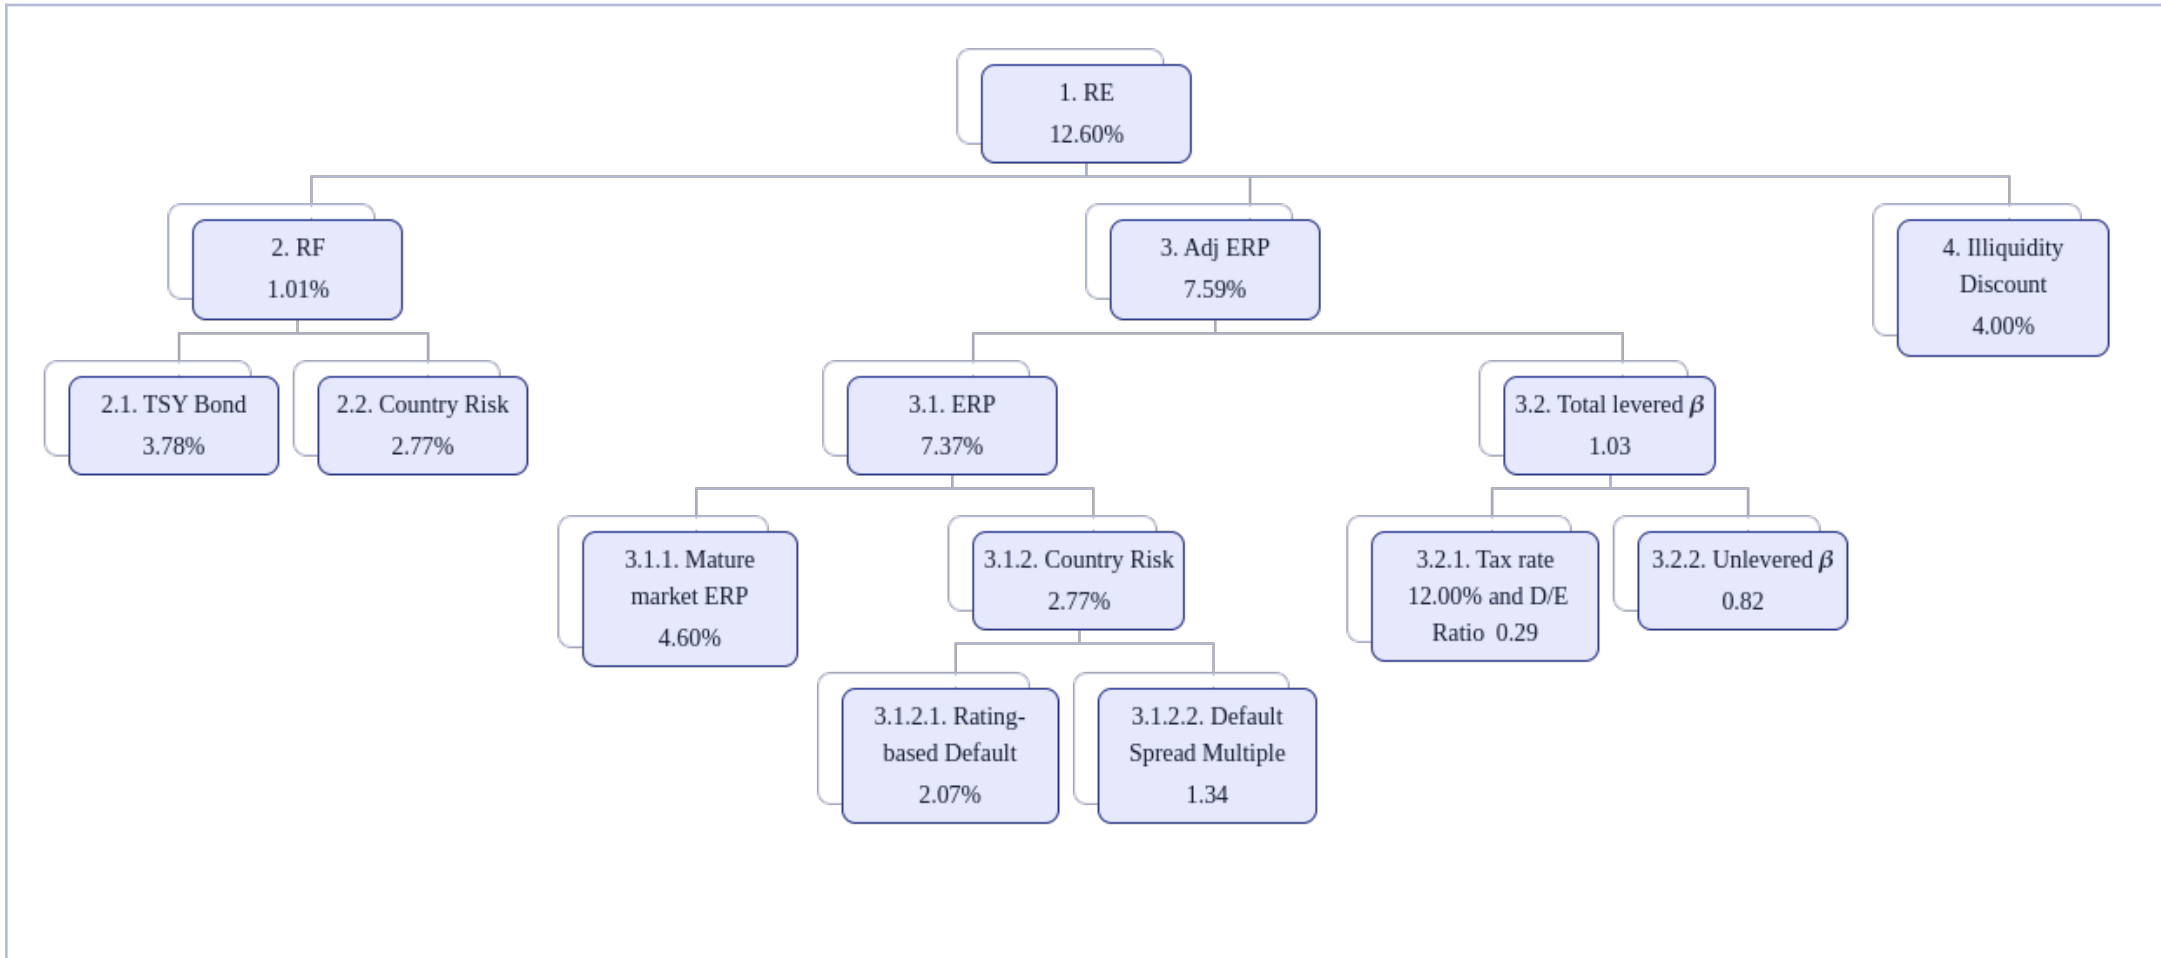 1. RE
12.60%
2. RF
1.01%
3. Adj ERP
7.59%
4. Illiquidity
Discount
4.00%
2.1. TSY Bond
3.78%
2.2. Country Risk
2.77%
3.1. ERP
7.37%
3.2. Total levered β
1.03
3.1.1. Mature
market ERP
4.60%
3.1.2. Country Risk
2.77%
3.2.1. Tax rate
12.00% and D/E
Ratio 0.29
3.2.2. Unlevered β
0.82
3.1.2.1. Rating-
based Default
2.07%
3.1.2.2. Default
Spread Multiple
1.34